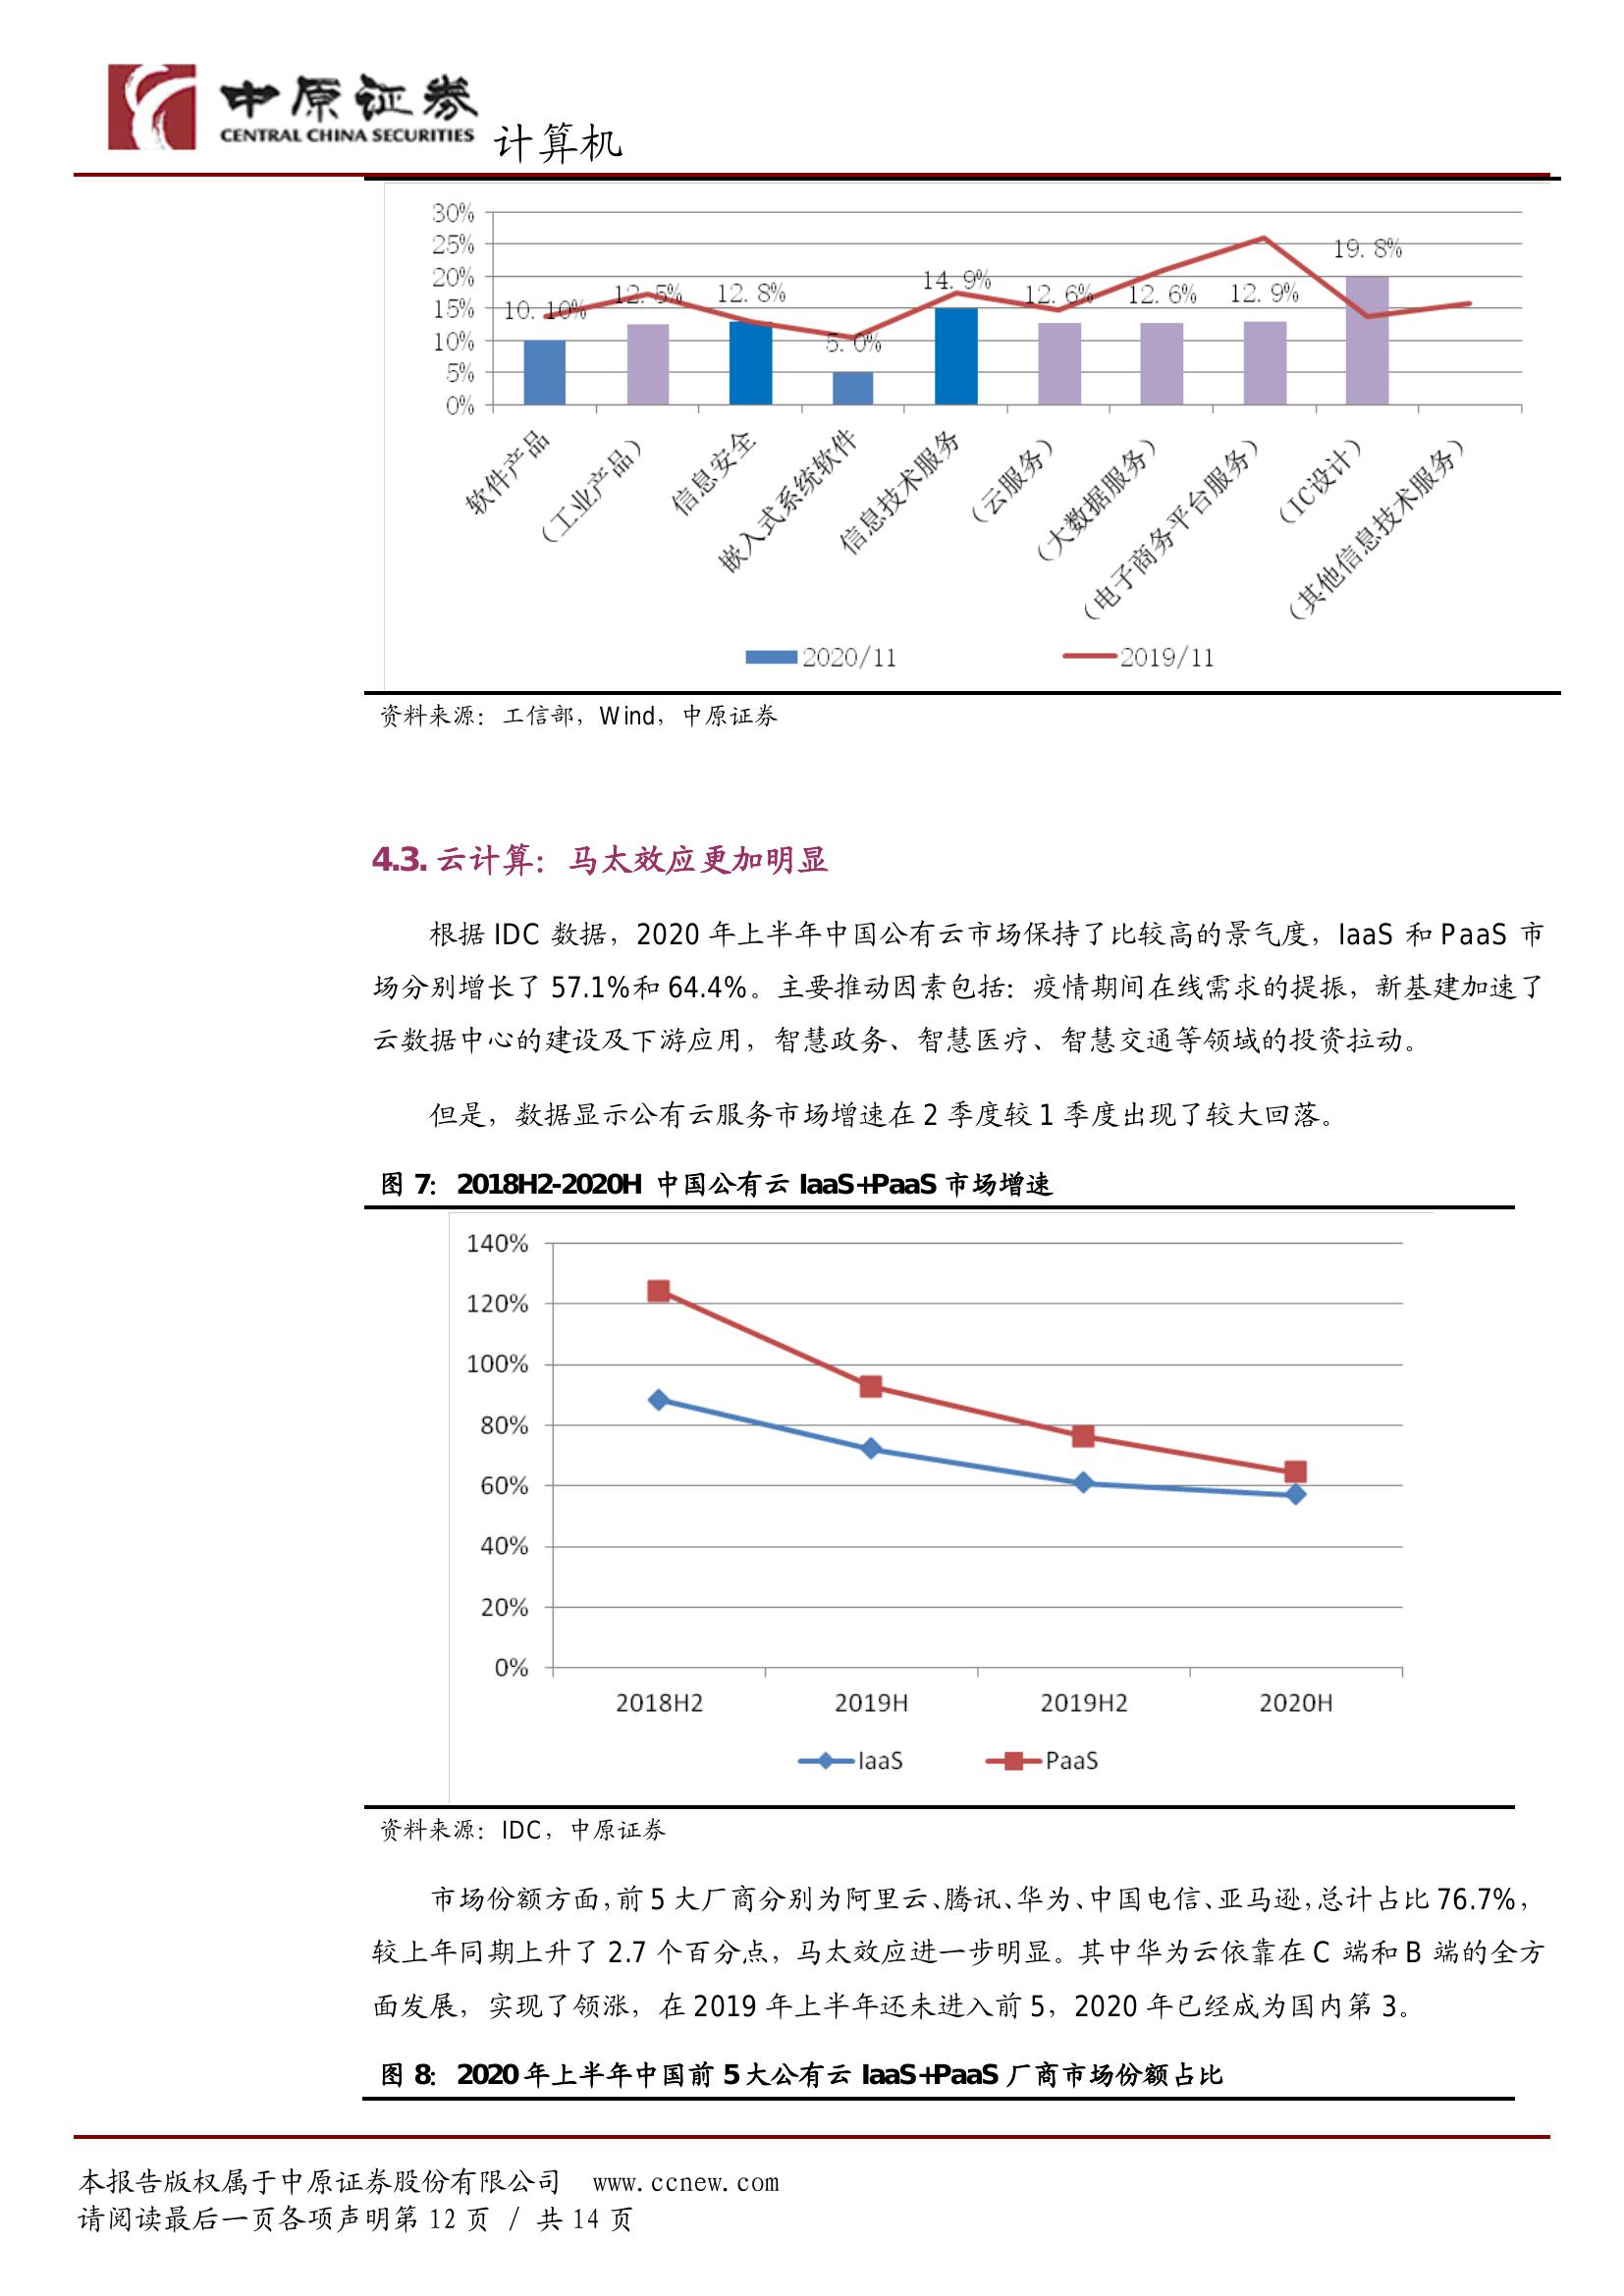 中原证券
CENTRAL CHINA SECURITIES
计算机
30%
25%
20%
15%
10%
5%
0%
10.10%
12.5%
12.8%
5.0%
14.9%
12.6%
12.6%
12.9%
19.8%
软件产品
（工业产品）
信息安全
嵌入式系统软件
信息技术服务
（云服务）
（大数据服务）
（电子商务平台服务）
（IC设计）
（其他信息技术服务）
2020/11
2019/11
资料来源：工信部，Wind，中原证券
4.3. 云计算：马太效应更加明显
根据 IDC 数据，2020 年上半年中国公有云市场保持了比较高的景气度，IaaS 和 PaaS 市
场分别增长了 57.1%和 64.4%。主要推动因素包括：疫情期间在线需求的提振，新基建加速了
云数据中心的建设及下游应用，智慧政务、智慧医疗、智慧交通等领域的投资拉动。
但是，数据显示公有云服务市场增速在 2 季度较 1 季度出现了较大回落。
图 7： 2018H2-2020H 中国公有云 IaaS+PaaS 市场增速
140%
120%
100%
80%
60%
40%
20%
0%
2018H2
2019H
2019H2
2020H
IaaS
PaaS
资料来源：IDC，中原证券
市场份额方面，前 5 大厂商分别为阿里云、腾讯、华为、中国电信、亚马逊，总计占比 76.7%，
较上年同期上升了 2.7 个百分点，马太效应进一步明显。其中华为云依靠在 C 端和 B 端的全方
面发展，实现了领涨，在 2019 年上半年还未进入前 5，2020 年已经成为国内第 3。
图 8： 2020 年上半年中国前 5 大公有云 IaaS+PaaS 厂商市场份额占比
本报告版权属于中原证券股份有限公司 www.ccnew.com
请阅读最后一页各项声明第 12 页 / 共 14 页